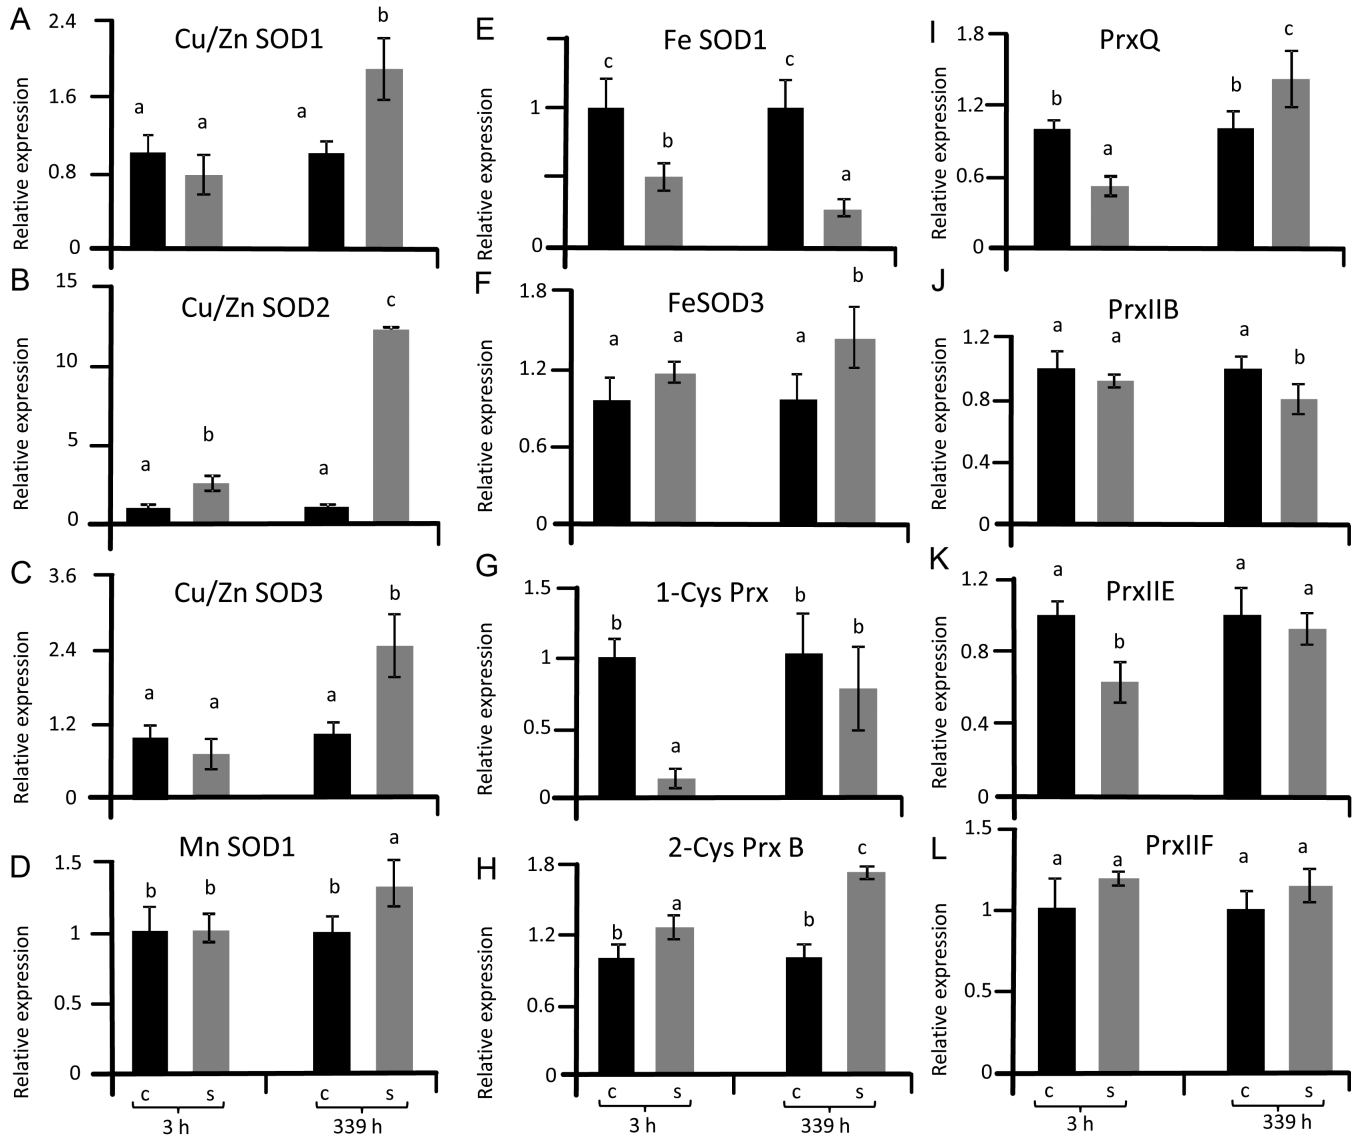 A
Cu/Zn SOD1
Relative expression
2.4
1.6
0.8
0
a
a
a
b
B
Cu/Zn SOD2
Relative expression
15
10
5
0
a
b
a
c
C
Cu/Zn SOD3
Relative expression
3.6
2.4
1.2
0
a
a
a
b
D
Mn SOD1
Relative expression
1.5
1
0.5
0
b
b
b
a
c
s
c
s
3 h
339 h
E
Fe SOD1
Relative expression
1
0
c
b
c
a
F
FeSOD3
Relative expression
1.8
1.2
0.6
0
a
a
a
b
G
1-Cys Prx
Relative expression
1.5
1
0.5
0
b
a
b
b
H
2-Cys Prx B
Relative expression
1.8
1.2
0.6
0
b
a
b
c
c
s
c
s
3 h
339 h
I
PrxQ
Relative expression
1.8
1.2
0.6
0
b
a
b
c
J
PrxIIB
Relative expression
1.2
0.8
0.4
0
a
a
a
b
K
PrxIIE
Relative expression
1.2
0.8
0.4
0
a
b
a
a
L
PrxIIF
Relative expression
1.5
1
0.5
0
a
a
a
a
c
s
c
s
3 h
339 h